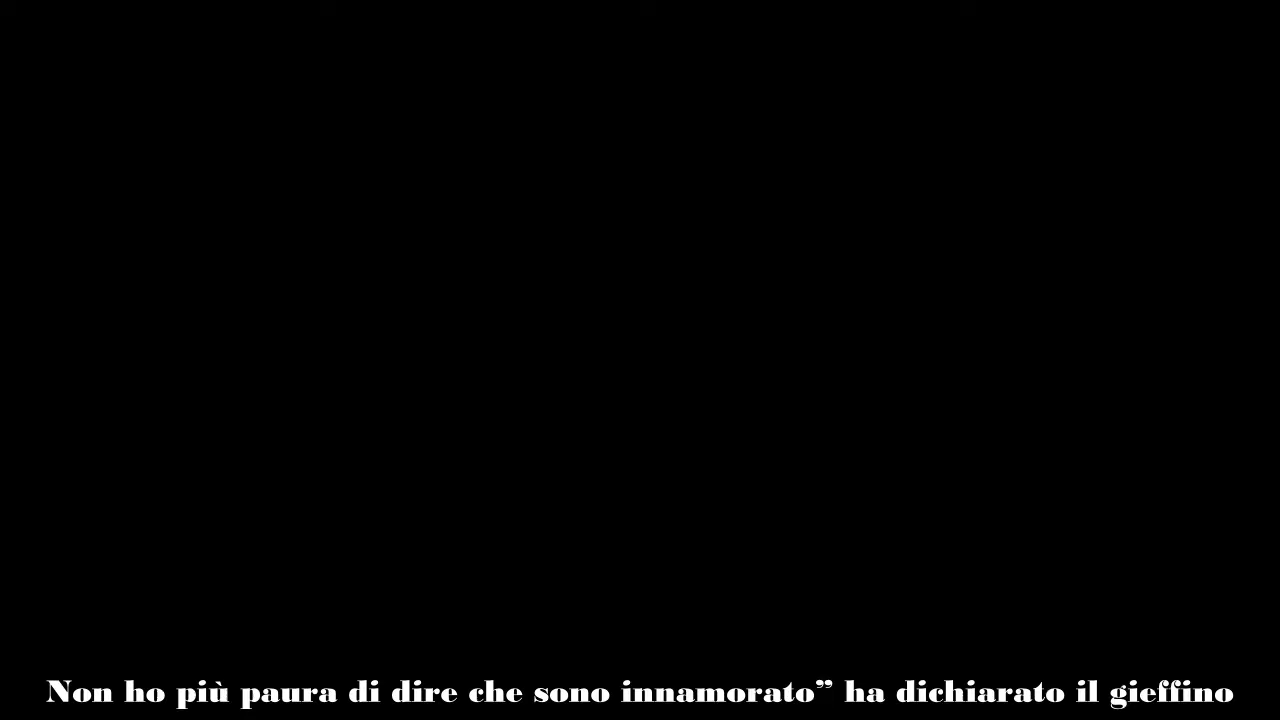 Non ho più paura di dire che sono innamorato” ha dichiarato il gieffino